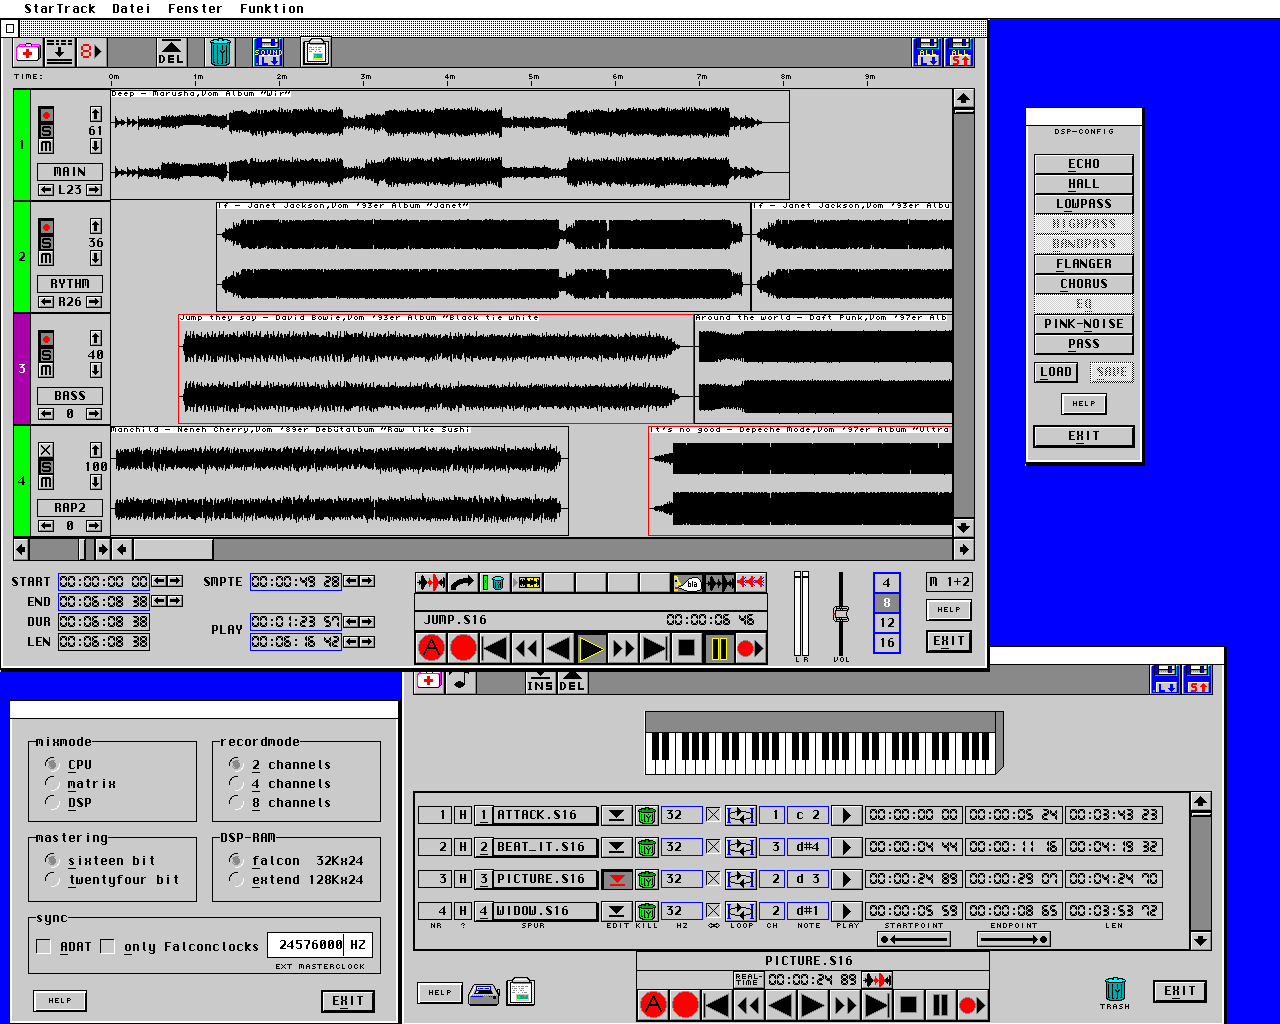 StarTrack Datei Fenster Funktion
8 DEL SOUND L ALL L ALL S
TIME: 0m 1m 2m 3m 4m 5m 6m 7m 8m 9m
Deep - Marusha,Vom Album "Wir"
1 S 61 M
MAIN
L23
If - Janet Jackson,Vom '93er Album "Janet" If - Janet Jackson,Vom '93er Albu
2 S 36 M
RYTHM
R26
Jump they say - David Bowie,Vom '93er Album "Black tie white Around the world - Daft Punk,Vom '97er Alb
3 S 40 M
BASS
0
Manchild - Neneh Cherry,Vom '89er Debütalbum "Raw like Sushi It's no good - Depeche Mode,Vom '97er Album "Ultra
4 S 100 M
RAP2
0
START 00:00:00 00 SMPTE 00:00:49 28
END 00:06:08 38
DUR 00:06:08 38 PLAY 00:01:23 57
LEN 00:06:08 38 00:06:16 42
bla
JUMP.S16 00:00:06 46
A
L R VOL
4
8
12
16
M 1+2
HELP
EXIT
DSP-CONFIG
ECHO
HALL
LOWPASS
HIGHPASS
BANDPASS
FLANGER
CHORUS
EQ
PINK-NOISE
PASS
LOAD SAVE
HELP
EXIT
mixmode
CPU
matrix
DSP
recordmode
2 channels
4 channels
8 channels
mastering
sixteen bit
twentyfour bit
DSP-RAM
falcon 32Kx24
extend 128Kx24
sync
ADAT only Falconclocks 24576000 HZ
EXT MASTERCLOCK
HELP EXIT
INS DEL L S
1 H 1 ATTACK.S16 32 1 c 2 00:00:00 00 00:00:05 24 00:03:43 23
2 H 2 BEAT_IT.S16 32 3 d#4 00:00:04 44 00:00:11 16 00:04:19 32
3 H 3 PICTURE.S16 32 2 d 3 00:00:24 89 00:00:29 07 00:04:24 70
4 H 4 WIDOW.S16 32 2 d#1 00:00:05 59 00:00:08 65 00:03:53 72
NR ? SPUR EDIT KILL HZ LOOP CH NOTE PLAY STARTPOINT ENDPOINT LEN
PICTURE.S16
REAL-TIME 00:00:24 89
HELP A TRASH EXIT